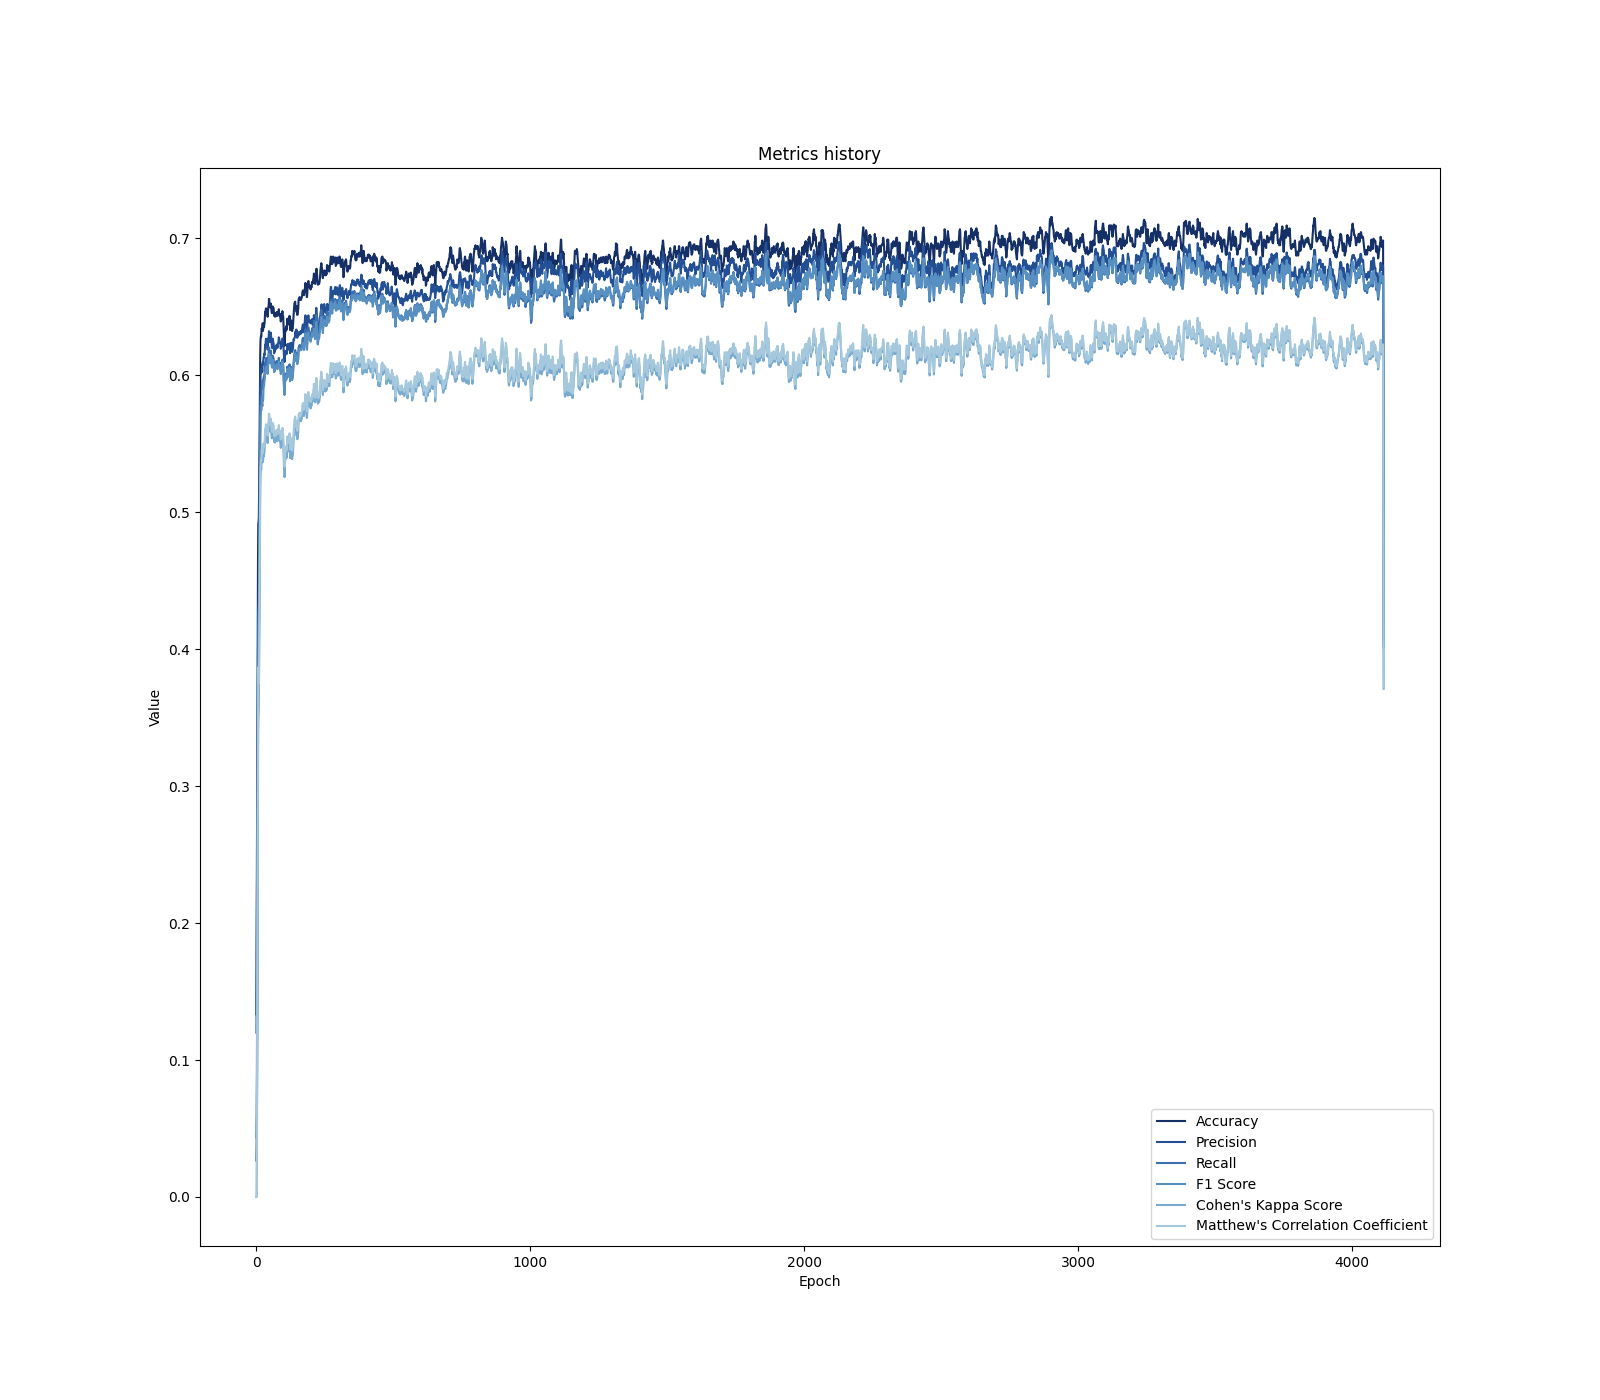 Metrics history
0.7
0.6
0.5
0.4
0.3
0.2
0.1
0.0
Value
0
1000
2000
3000
4000
Epoch
Accuracy
Precision
Recall
F1 Score
Cohen's Kappa Score
Matthew's Correlation Coefficient